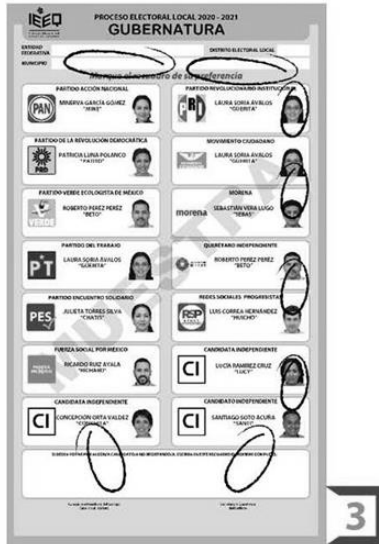 IEEQ
PROCESO ELECTORAL LOCAL 2020 - 2021
GUBERNATURA
ENTIDAD
FEDERATIVA
DISTRITO ELECTORAL LOCAL
MUNICIPIO
Marque el recuadro de su preferencia
PARTIDO ACCIÓN NACIONAL
PAN
MINERVA GARCÍA GÓMEZ
"MINE"
PARTIDO REVOLUCIONARIO INSTITUCIONAL
PRI
LAURA SORIA ÁVALOS
"GÜERITA"
PARTIDO DE LA REVOLUCIÓN DEMOCRÁTICA
PRD
PATRICIA LUNA POLANCO
MOVIMIENTO CIUDADANO
LAURA SORIA ÁVALOS
"GÜERITA"
PARTIDO VERDE ECOLOGISTA DE MÉXICO
VERDE
ROBERTO PÉREZ PÉREZ
"BETO"
MORENA
morena
SEBASTIÁN VERA LUGO
"SEBAS"
PARTIDO DEL TRABAJO
PT
LAURA SORIA ÁVALOS
"GÜERITA"
QUERÉTARO INDEPENDIENTE
ROBERTO PÉREZ PÉREZ
"BETO"
PARTIDO ENCUENTRO SOLIDARIO
PES
JULIETA TORRES SILVA
REDES SOCIALES PROGRESISTAS
RSP
LUIS CORREA HERNÁNDEZ
"HUICHO"
FUERZA SOCIAL POR MÉXICO
RICARDO RUIZ AYALA
"RICHARD"
CANDIDATA INDEPENDIENTE
CI
LUCÍA RAMÍREZ CRUZ
"LUCY"
CANDIDATA INDEPENDIENTE
CI
CONCEPCIÓN ORTA VALDEZ
CANDIDATO INDEPENDIENTE
CI
SANTIAGO SOTO ACUÑA
"SANTI"
MUESTRA
3